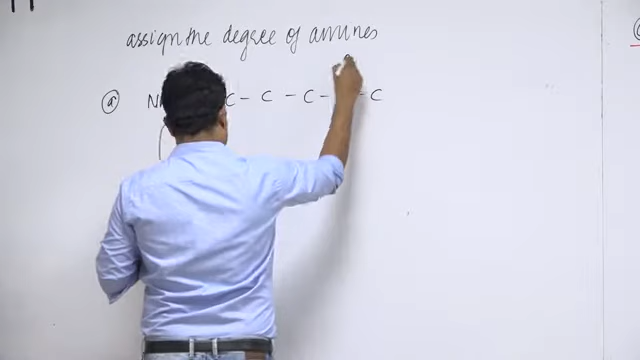 assign the degree of amines
(a) N C - C - C - - C